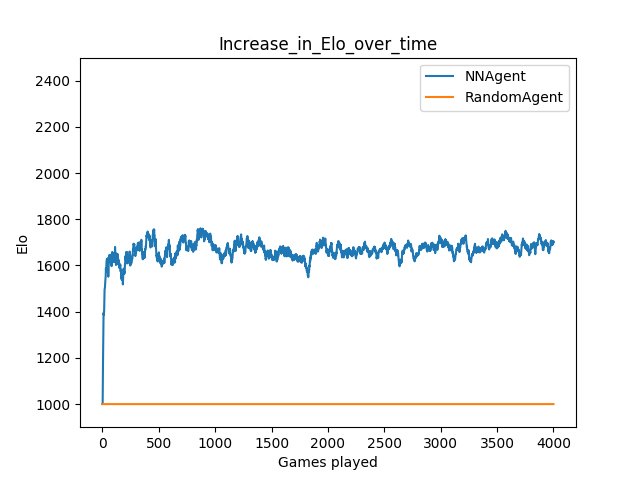 Increase_in_Elo_over_time
NNAgent
RandomAgent
2400
2200
2000
1800
1600
1400
1200
1000
Elo
0 500 1000 1500 2000 2500 3000 3500 4000
Games played